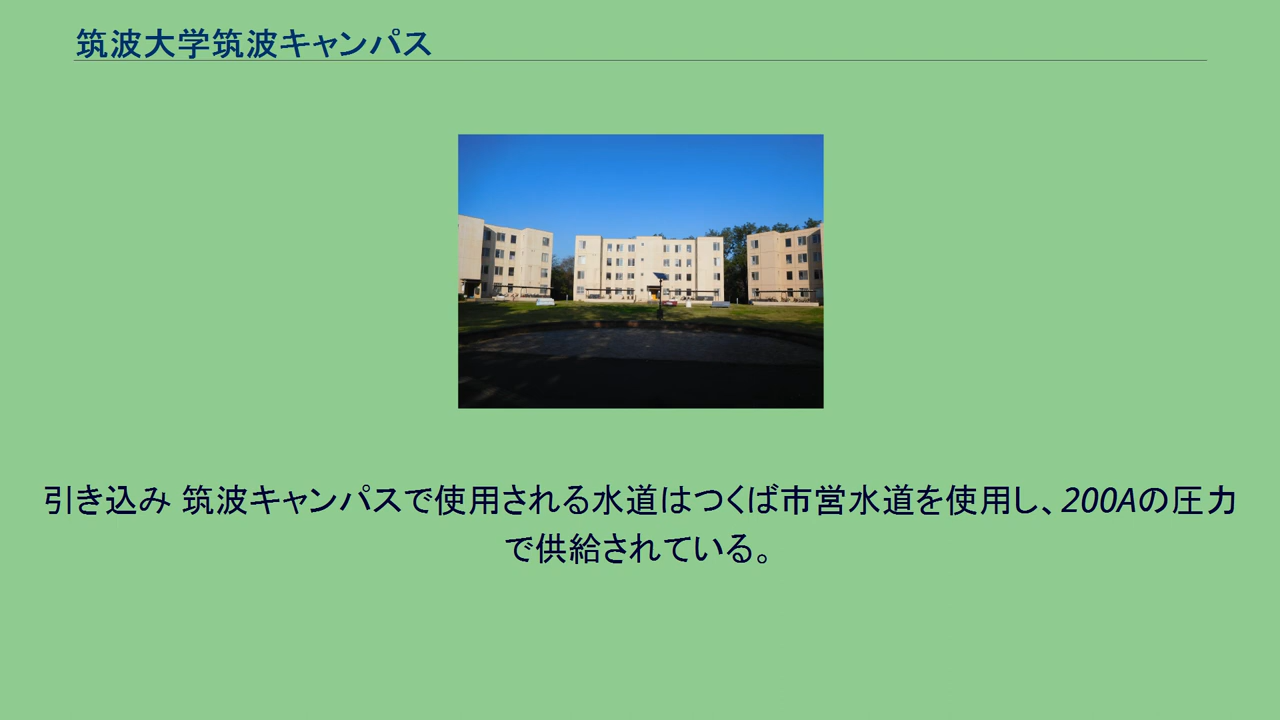 筑波大学筑波キャンパス
引き込み 筑波キャンパスで使用される水道はつくば市営水道を使用し、200Aの圧力
で供給されている。